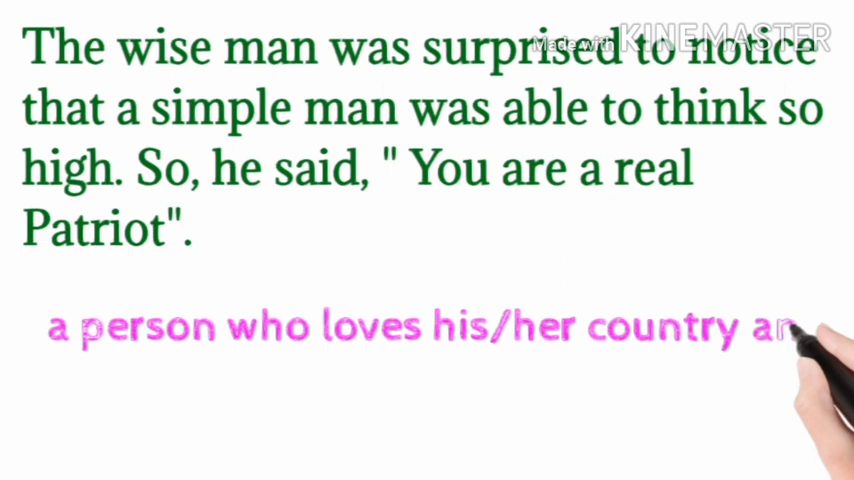 Made with KINEMASTER
The wise man was surprised to notice
that a simple man was able to think so
high. So, he said, " You are a real
Patriot".
a person who loves his/her country an